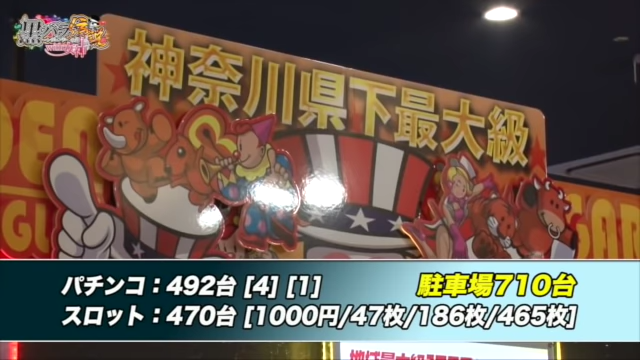 神奈川県下最大級
パチンコ：492台 [4] [1]
駐車場710台
スロット：470台 [1000円/47枚/186枚/465枚]